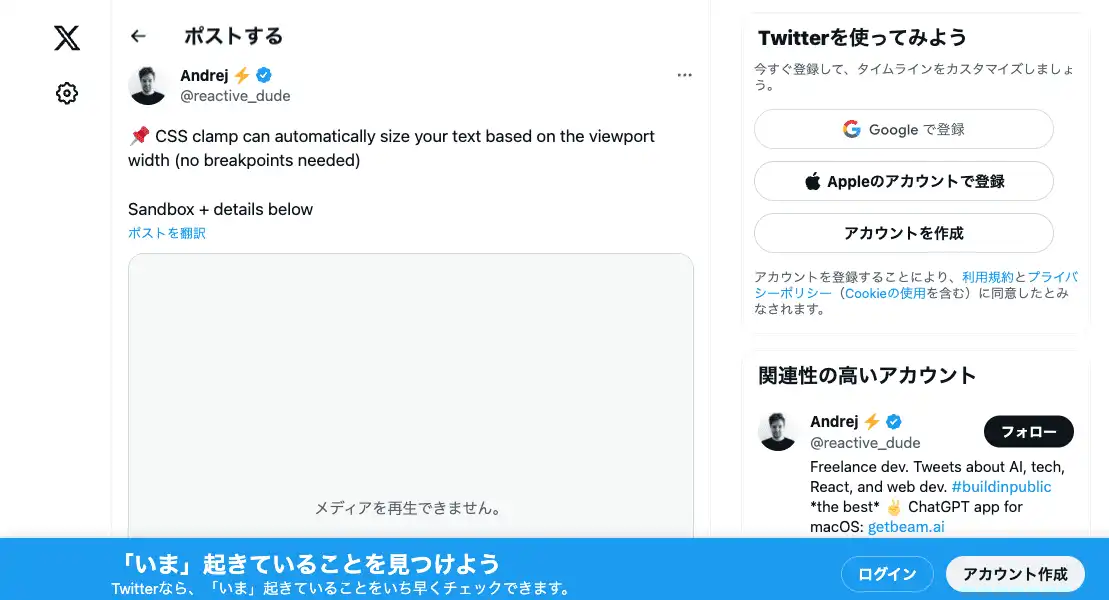 ポストする
Andrej ⚡
@reactive_dude
📌 CSS clamp can automatically size your text based on the viewport
width (no breakpoints needed)
Sandbox + details below
ポストを翻訳
メディアを再生できません。
Twitterを使ってみよう
今すぐ登録して、タイムラインをカスタマイズしましょ
う。
Google で登録
Appleのアカウントで登録
アカウントを作成
アカウントを登録することにより、利用規約とプライバ
シーポリシー（Cookieの使用を含む）に同意したとみ
なされます。
関連性の高いアカウント
Andrej ⚡
@reactive_dude
フォロー
Freelance dev. Tweets about AI, tech,
React, and web dev. #buildinpublic
*the best* ✌️ ChatGPT app for
macOS: getbeam.ai
「いま」起きていることを見つけよう
Twitterなら、「いま」起きていることをいち早くチェックできます。
ログイン
アカウント作成